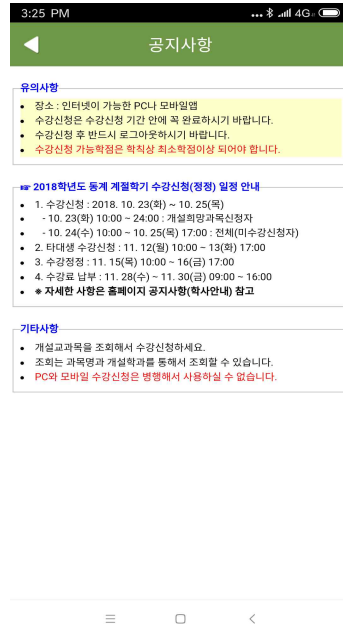 3:25 PM
4G
공지사항
유의사항
장소 : 인터넷이 가능한 PC나 모바일앱
수강신청은 수강신청 기간 안에 꼭 완료하시기 바랍니다.
수강신청 후 반드시 로그아웃하시기 바랍니다.
수강신청 가능학점은 학칙상 최소학점이상 되어야 합니다.
☞ 2018학년도 동계 계절학기 수강신청(정정) 일정 안내
1. 수강신청 : 2018. 10. 23(화) ~ 10. 25(목)
- 10. 23(화) 10:00 ~ 24:00 : 개설희망과목신청자
- 10. 24(수) 10:00 ~ 10. 25(목) 17:00 : 전체(미수강신청자)
2. 타대생 수강신청 : 11. 12(월) 10:00 ~ 13(화) 17:00
3. 수강정정 : 11. 15(목) 10:00 ~ 16(금) 17:00
4. 수강료 납부 : 11. 28(수) ~ 11. 30(금) 09:00 ~ 16:00
※ 자세한 사항은 홈페이지 공지사항(학사안내) 참고
기타사항
개설교과목을 조회해서 수강신청하세요.
조회는 과목명과 개설학과를 통해서 조회할 수 있습니다.
PC와 모바일 수강신청은 병행해서 사용하실 수 없습니다.